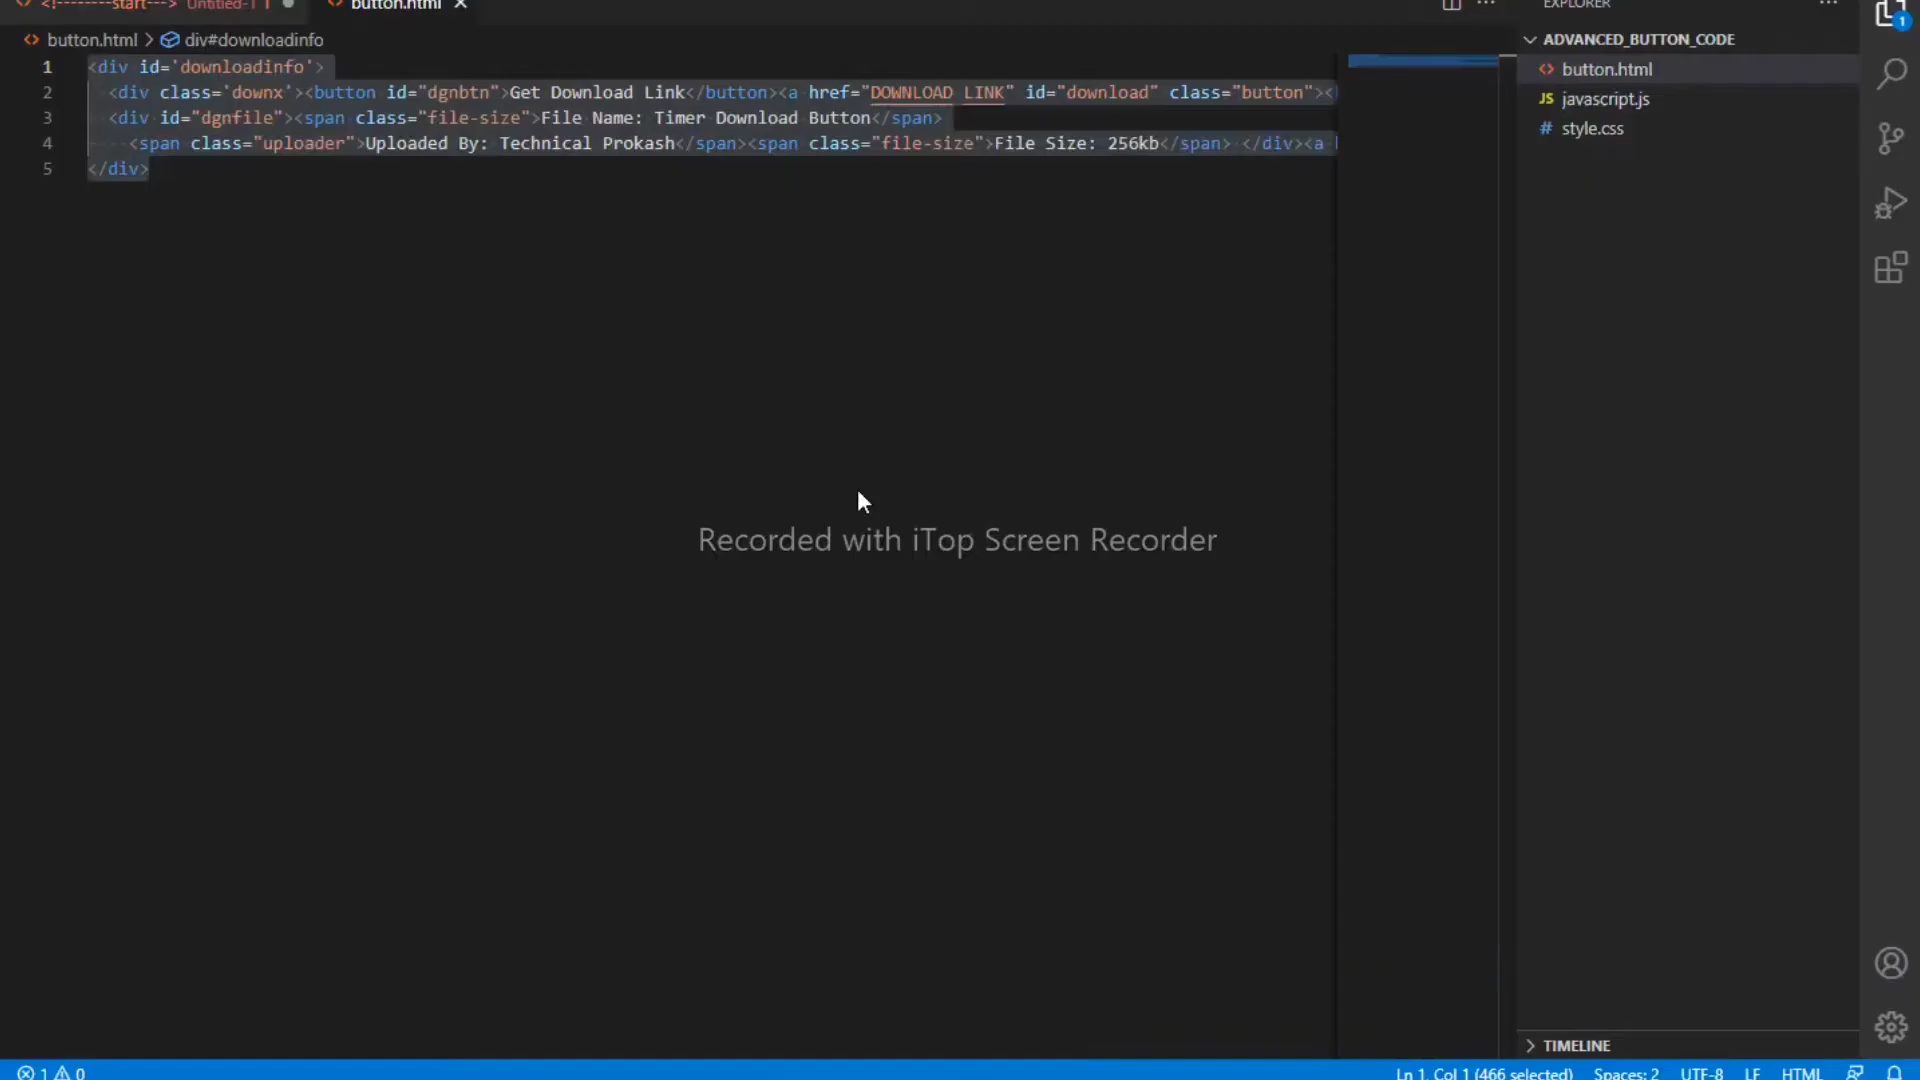 <!--------start---> Untitled-1 1
button.html
EXPLORER
1
button.html > div#downloadinfo
ADVANCED_BUTTON_CODE
1 <div id='downloadinfo'>
2 <div class='downx'><button id="dgnbtn">Get Download Link</button><a href="DOWNLOAD LINK" id="download" class="button"><
3 <div id="dgnfile"><span class="file-size">File Name: Timer Download Button</span>
4 <span class="uploader">Uploaded By: Technical Prokash</span><span class="file-size">File Size: 256kb</span> </div><a
5 </div>
button.html
JS javascript.js
# style.css
Recorded with iTop Screen Recorder
TIMELINE
1 0
Ln 1, Col 1 (466 selected) Spaces: 2 UTF-8 LF HTML